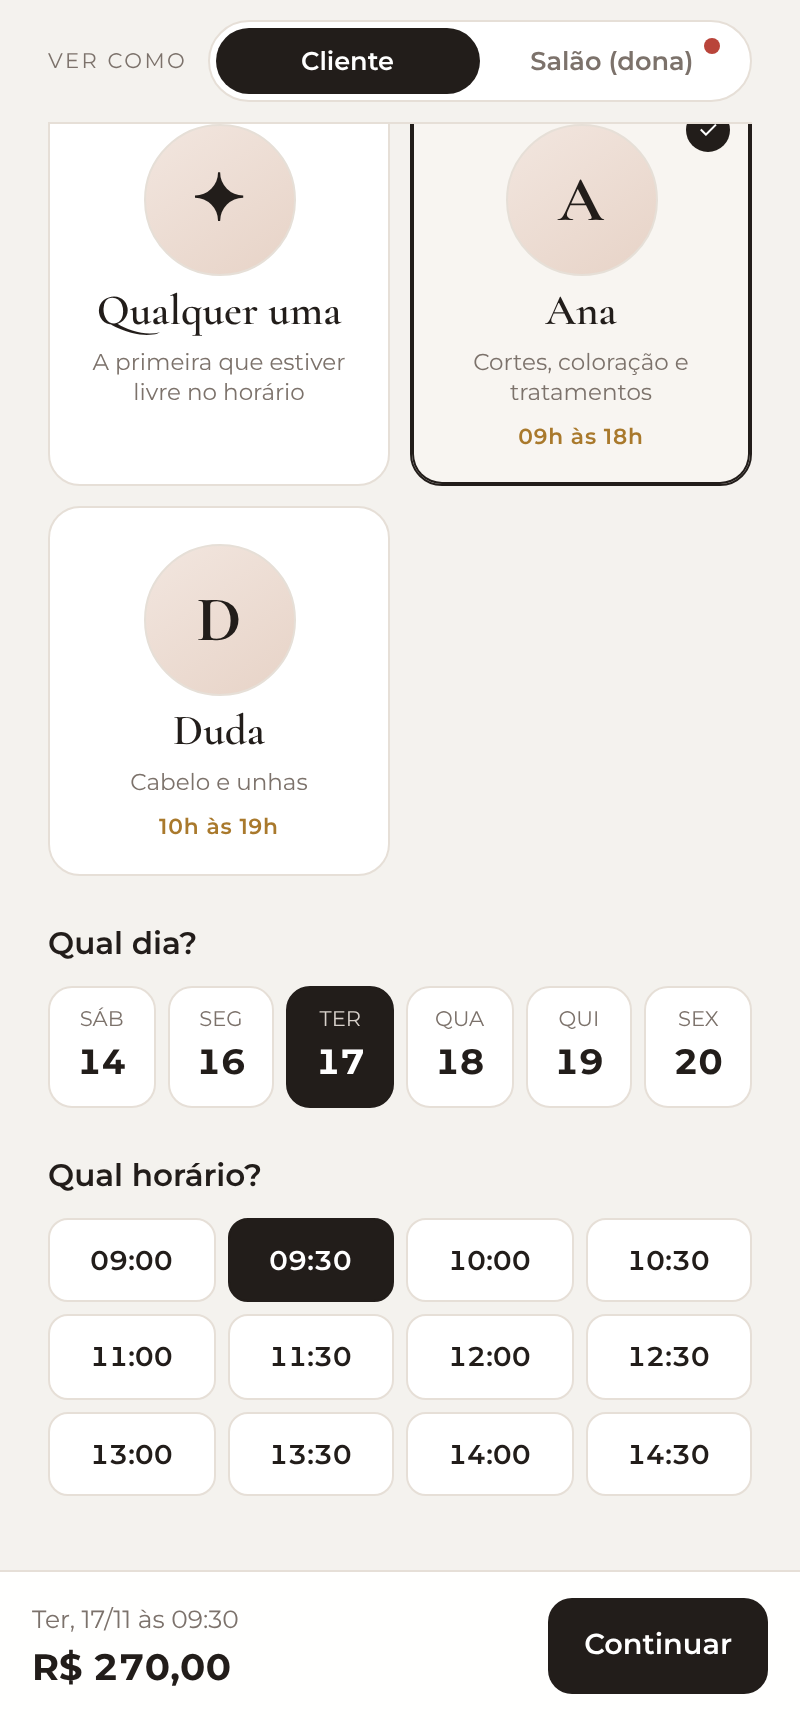 VER COMO
Cliente
Salão (dona)
Qualquer uma
A primeira que estiver
livre no horário
A
Ana
Cortes, coloração e
tratamentos
09h às 18h
D
Duda
Cabelo e unhas
10h às 19h
Qual dia?
SÁB
14
SEG
16
TER
17
QUA
18
QUI
19
SEX
20
Qual horário?
09:00
09:30
10:00
10:30
11:00
11:30
12:00
12:30
13:00
13:30
14:00
14:30
Ter, 17/11 às 09:30
R$ 270,00
Continuar